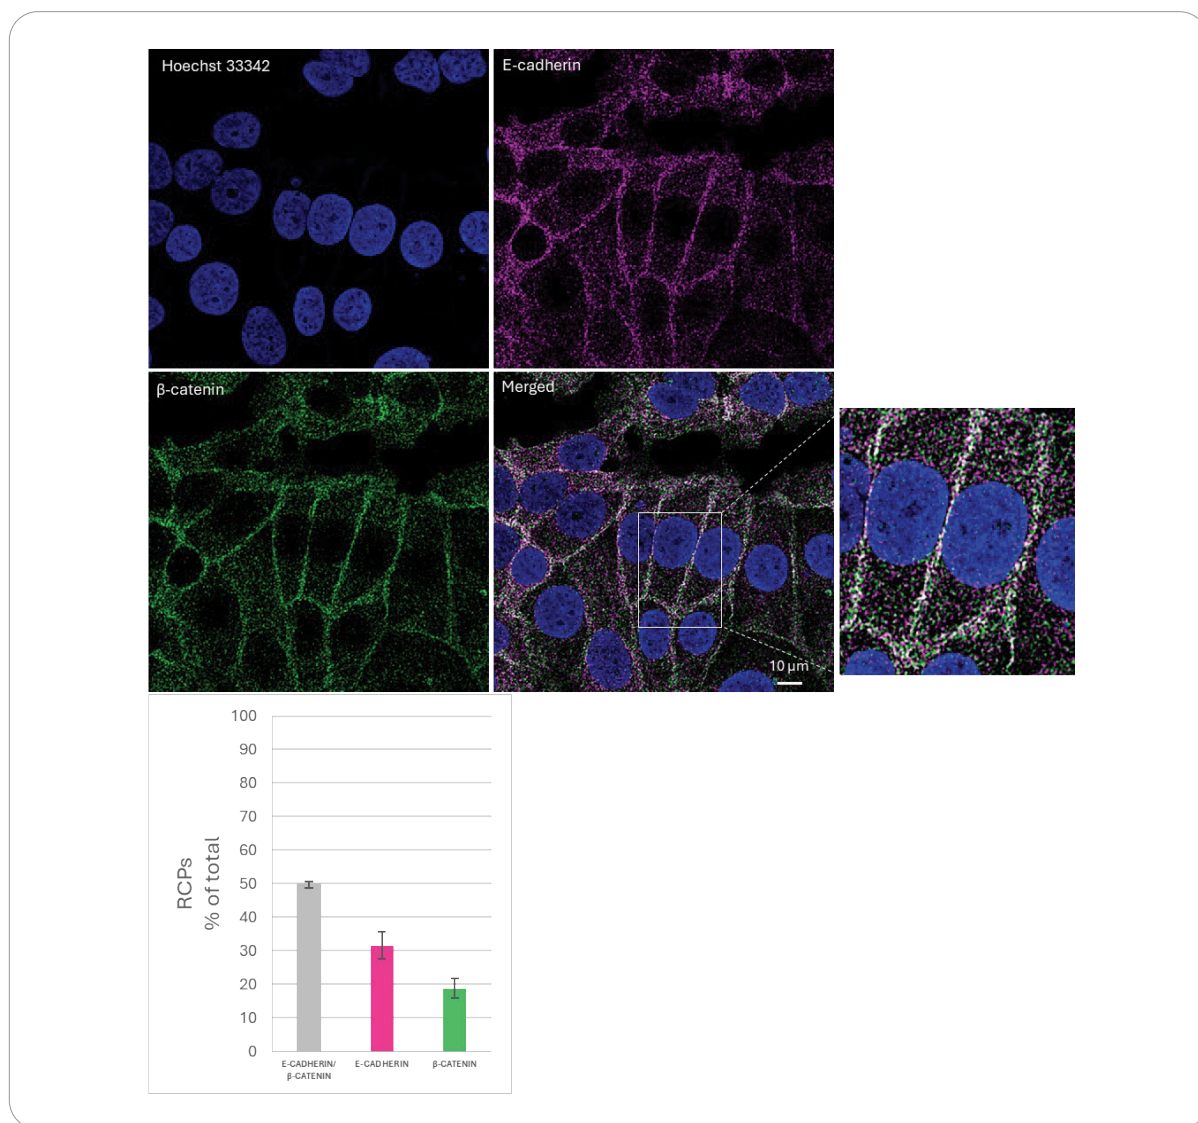 Hoechst 33342
E-cadherin
β-catenin
Merged
10 µm
100
90
80
70
60
50
40
30
20
10
0
RCPs
% of total
E-CADHERIN/
β-CATENIN
E-CADHERIN
β-CATENIN